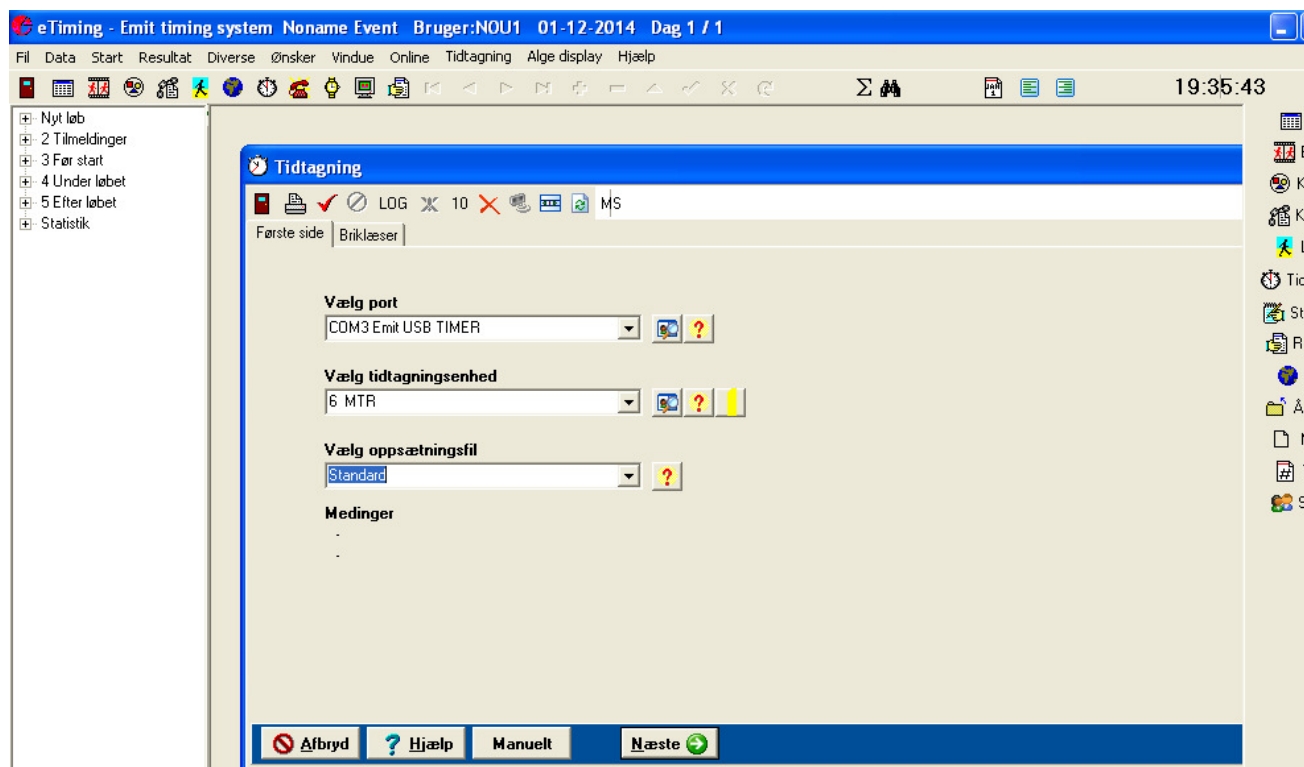 eTiming - Emit timing system Noname Event Bruger:NOU1 01-12-2014 Dag 1 / 1
Fil Data Start Resultat Diverse Ønsker Vindue Online Tidtagning Alge display Hjælp
19:35:43
Nyt løb
2 Tilmeldinger
3 Før start
4 Under løbet
5 Efter løbet
Statistik
Tidtagning
LOG 10 MS
Første side Briklæser
Vælg port
COM3 Emit USB TIMER
Vælg tidtagningsenhed
6 MTR
Vælg oppsætningsfil
Standard
Medinger
-
-
Afbryd Hjælp Manuelt Næste
K
K
L
Tid
St
R
Å
S